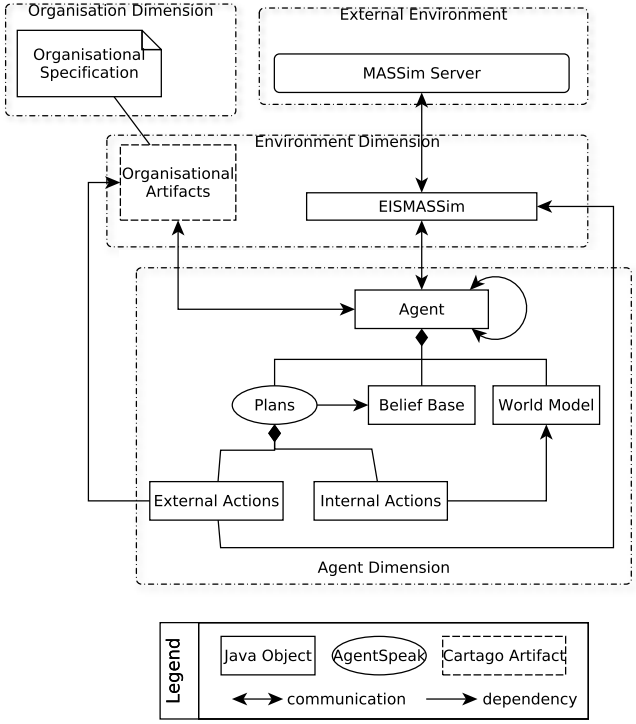 Organisation Dimension
Organisational
Specification
External Environment
MASSim Server
Environment Dimension
Organisational
Artifacts
EISMASSim
Agent
Plans
Belief Base
World Model
External Actions
Internal Actions
Agent Dimension
Legend
Java Object
AgentSpeak
Cartago Artifact
communication
dependency